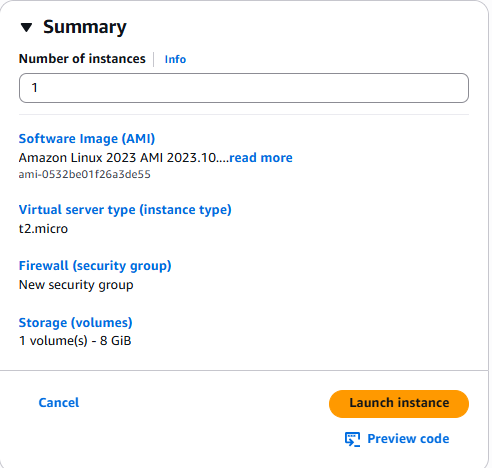 Summary
Number of instances Info
1
Software Image (AMI)
Amazon Linux 2023 AMI 2023.10....read more
ami-0532be01f26a3de55
Virtual server type (instance type)
t2.micro
Firewall (security group)
New security group
Storage (volumes)
1 volume(s) - 8 GiB
Cancel
Launch instance
Preview code